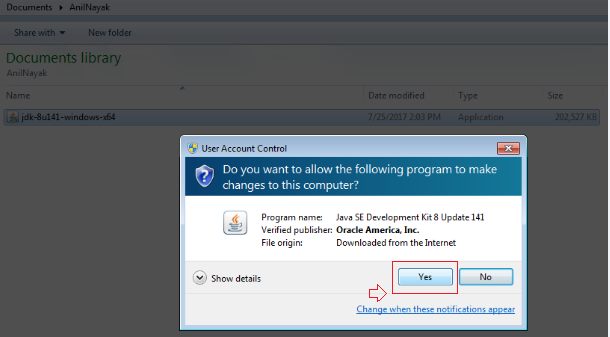 Documents ▸ AnilNayak
Share with ▼ New folder
Documents library
AnilNayak
Name Date modified Type Size
jdk-8u141-windows-x64 7/25/2017 2:03 PM Application 202,527 KB
User Account Control
Do you want to allow the following program to make
changes to this computer?
Program name: Java SE Development Kit 8 Update 141
Verified publisher: Oracle America, Inc.
File origin: Downloaded from the Internet
Show details Yes No
Change when these notifications appear